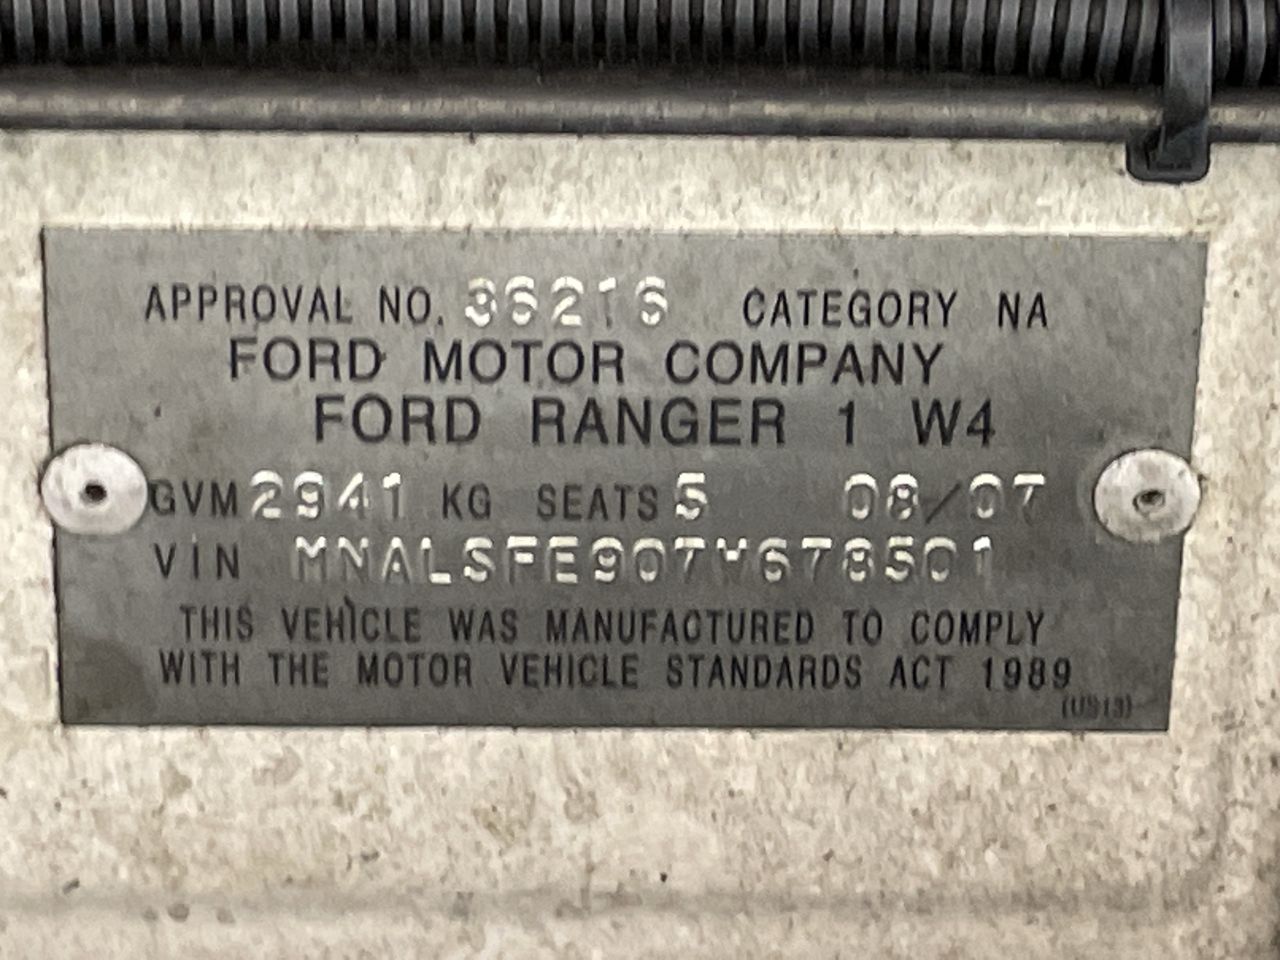 APPROVAL NO. 36216 CATEGORY NA
FORD MOTOR COMPANY
FORD RANGER 1 W4
GVM 2941 KG SEATS 5 08/07
VIN MNALSFE907W678501
THIS VEHICLE WAS MANUFACTURED TO COMPLY
WITH THE MOTOR VEHICLE STANDARDS ACT 1989